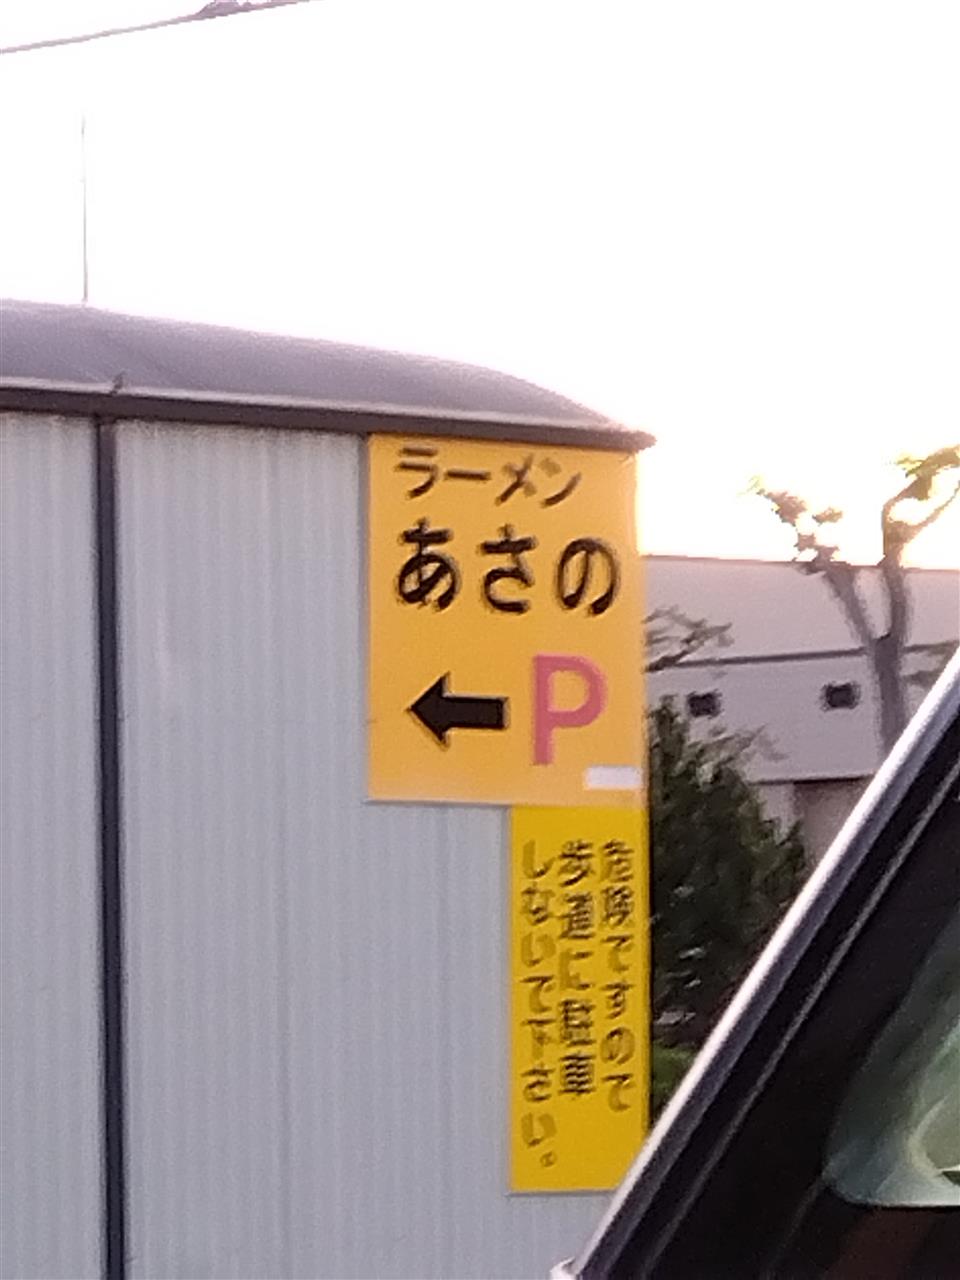 ラーメン
あさの
←P
危険ですので
歩道に駐車
しないで下さい。